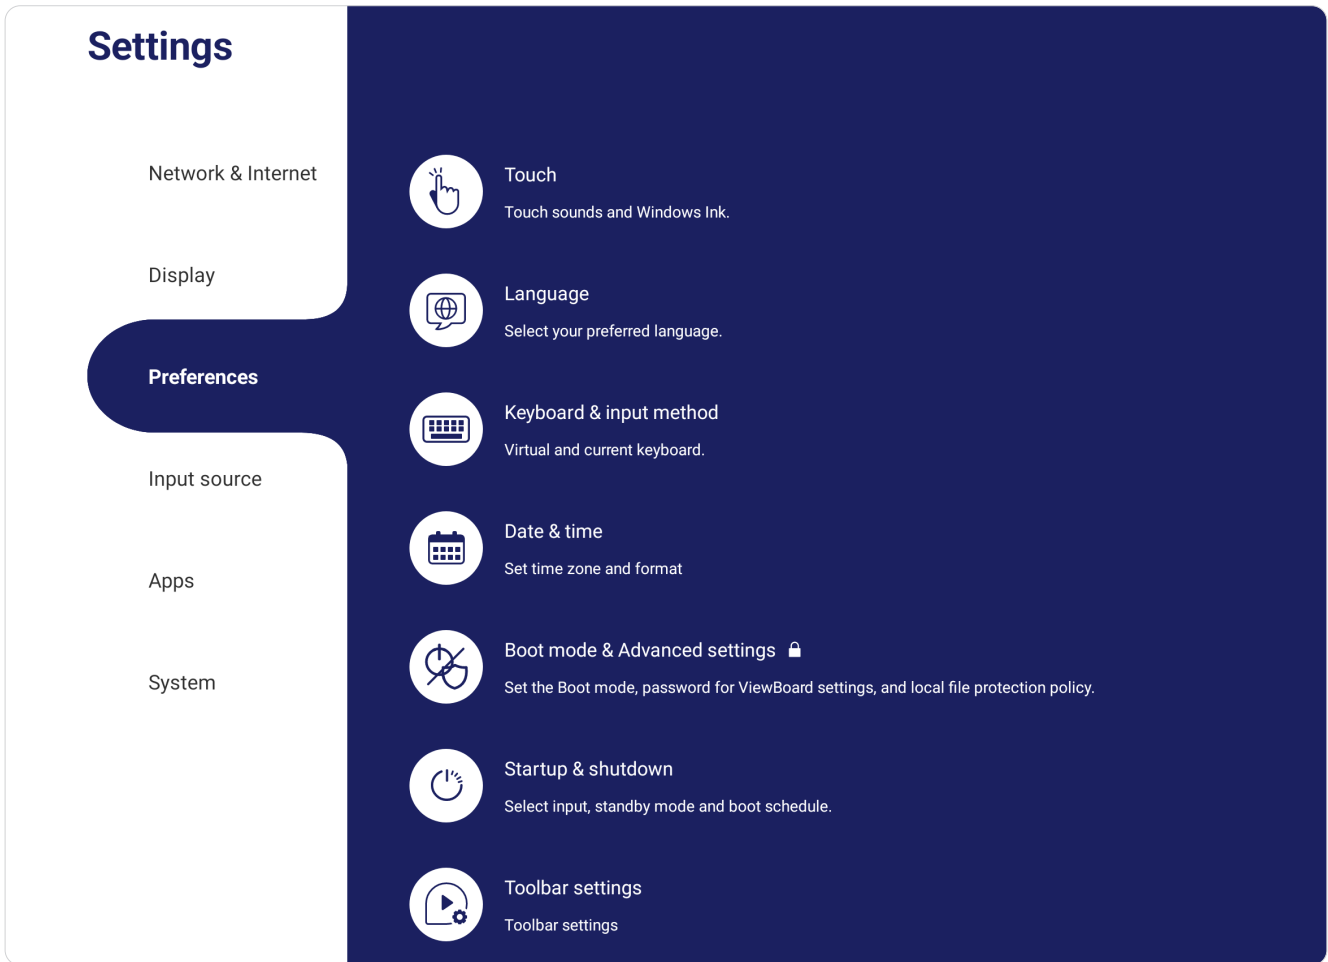 Settings
Network & Internet
Display
Preferences
Input source
Apps
System
Touch
Touch sounds and Windows Ink.
Language
Select your preferred language.
Keyboard & input method
Virtual and current keyboard.
Date & time
Set time zone and format
Boot mode & Advanced settings
Set the Boot mode, password for ViewBoard settings, and local file protection policy.
Startup & shutdown
Select input, standby mode and boot schedule.
Toolbar settings
Toolbar settings